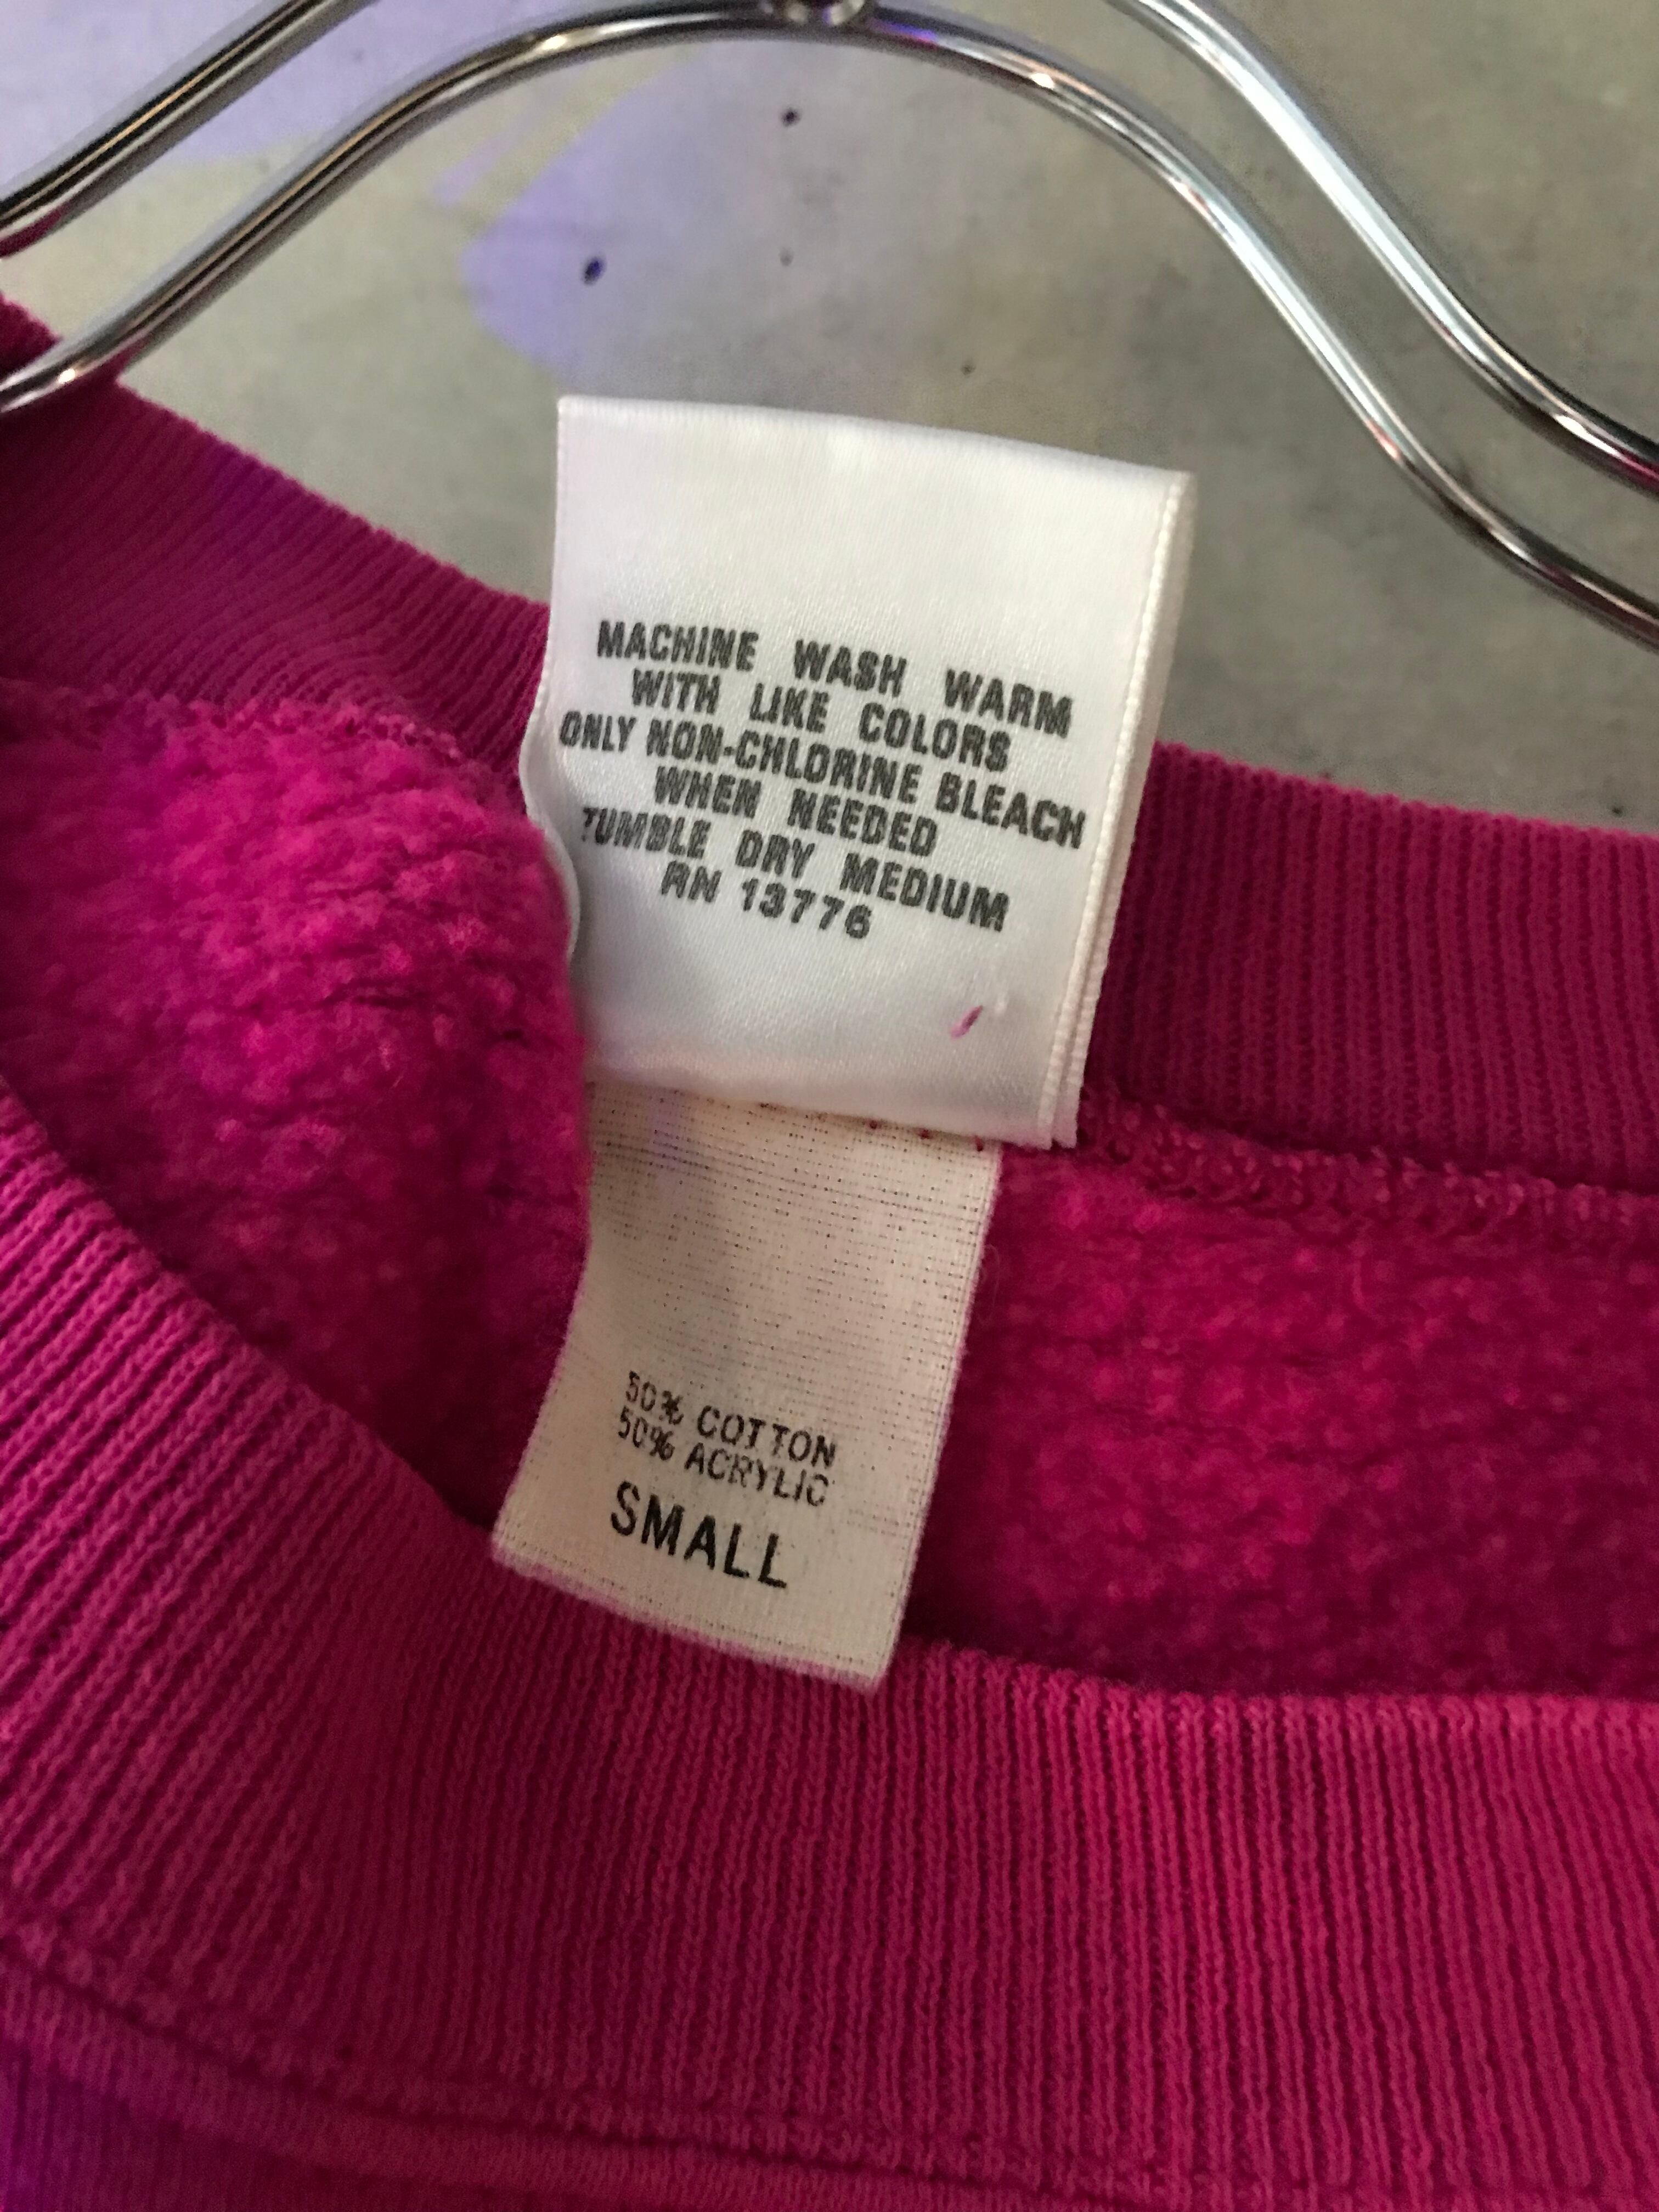 MACHINE WASH WARM
WITH LIKE COLORS
ONLY NON-CHLORINE BLEACH
WHEN NEEDED
TUMBLE DRY MEDIUM
RN 13776
50% COTTON
50% ACRYLIC
SMALL